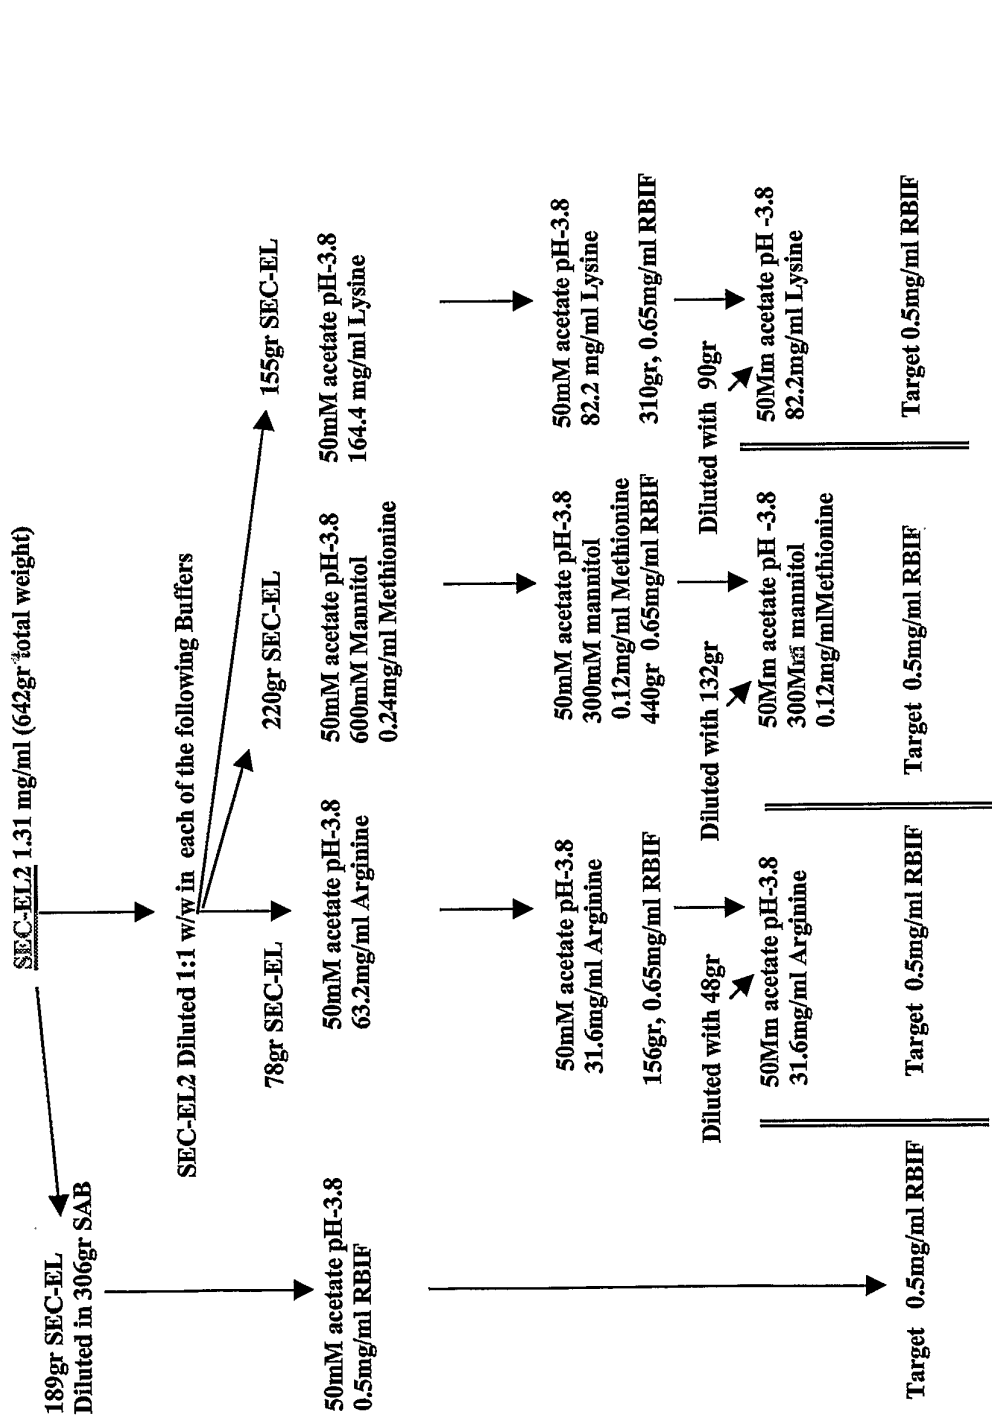 SEC-EL2 1.31 mg/ml (642gr total weight)
189gr SEC-EL
Diluted in 306gr SAB
SEC-EL2 Diluted 1:1 w/w in each of the following Buffers
78gr SEC-EL
220gr SEC-EL
155gr SEC-EL
50mM acetate pH-3.8
0.5mg/ml RBIF
50mM acetate pH-3.8
63.2mg/ml Arginine
50mM acetate pH-3.8
600mM Mannitol
0.24mg/ml Methionine
50mM acetate pH-3.8
164.4 mg/ml Lysine
50mM acetate pH-3.8
31.6mg/ml Arginine
156gr, 0.65mg/ml RBIF
50mM acetate pH-3.8
300mM mannitol
0.12mg/ml Methionine
440gr 0.65mg/ml RBIF
50mM acetate pH-3.8
82.2 mg/ml Lysine
310gr, 0.65mg/ml RBIF
Diluted with 48gr
Diluted with 132gr
Diluted with 90gr
50Mm acetate pH-3.8
31.6mg/ml Arginine
50Mm acetate pH -3.8
300Mm mannitol
0.12mg/mlMethionine
50Mm acetate pH -3.8
82.2mg/ml Lysine
Target 0.5mg/ml RBIF
Target 0.5mg/ml RBIF
Target 0.5mg/ml RBIF
Target 0.5mg/ml RBIF